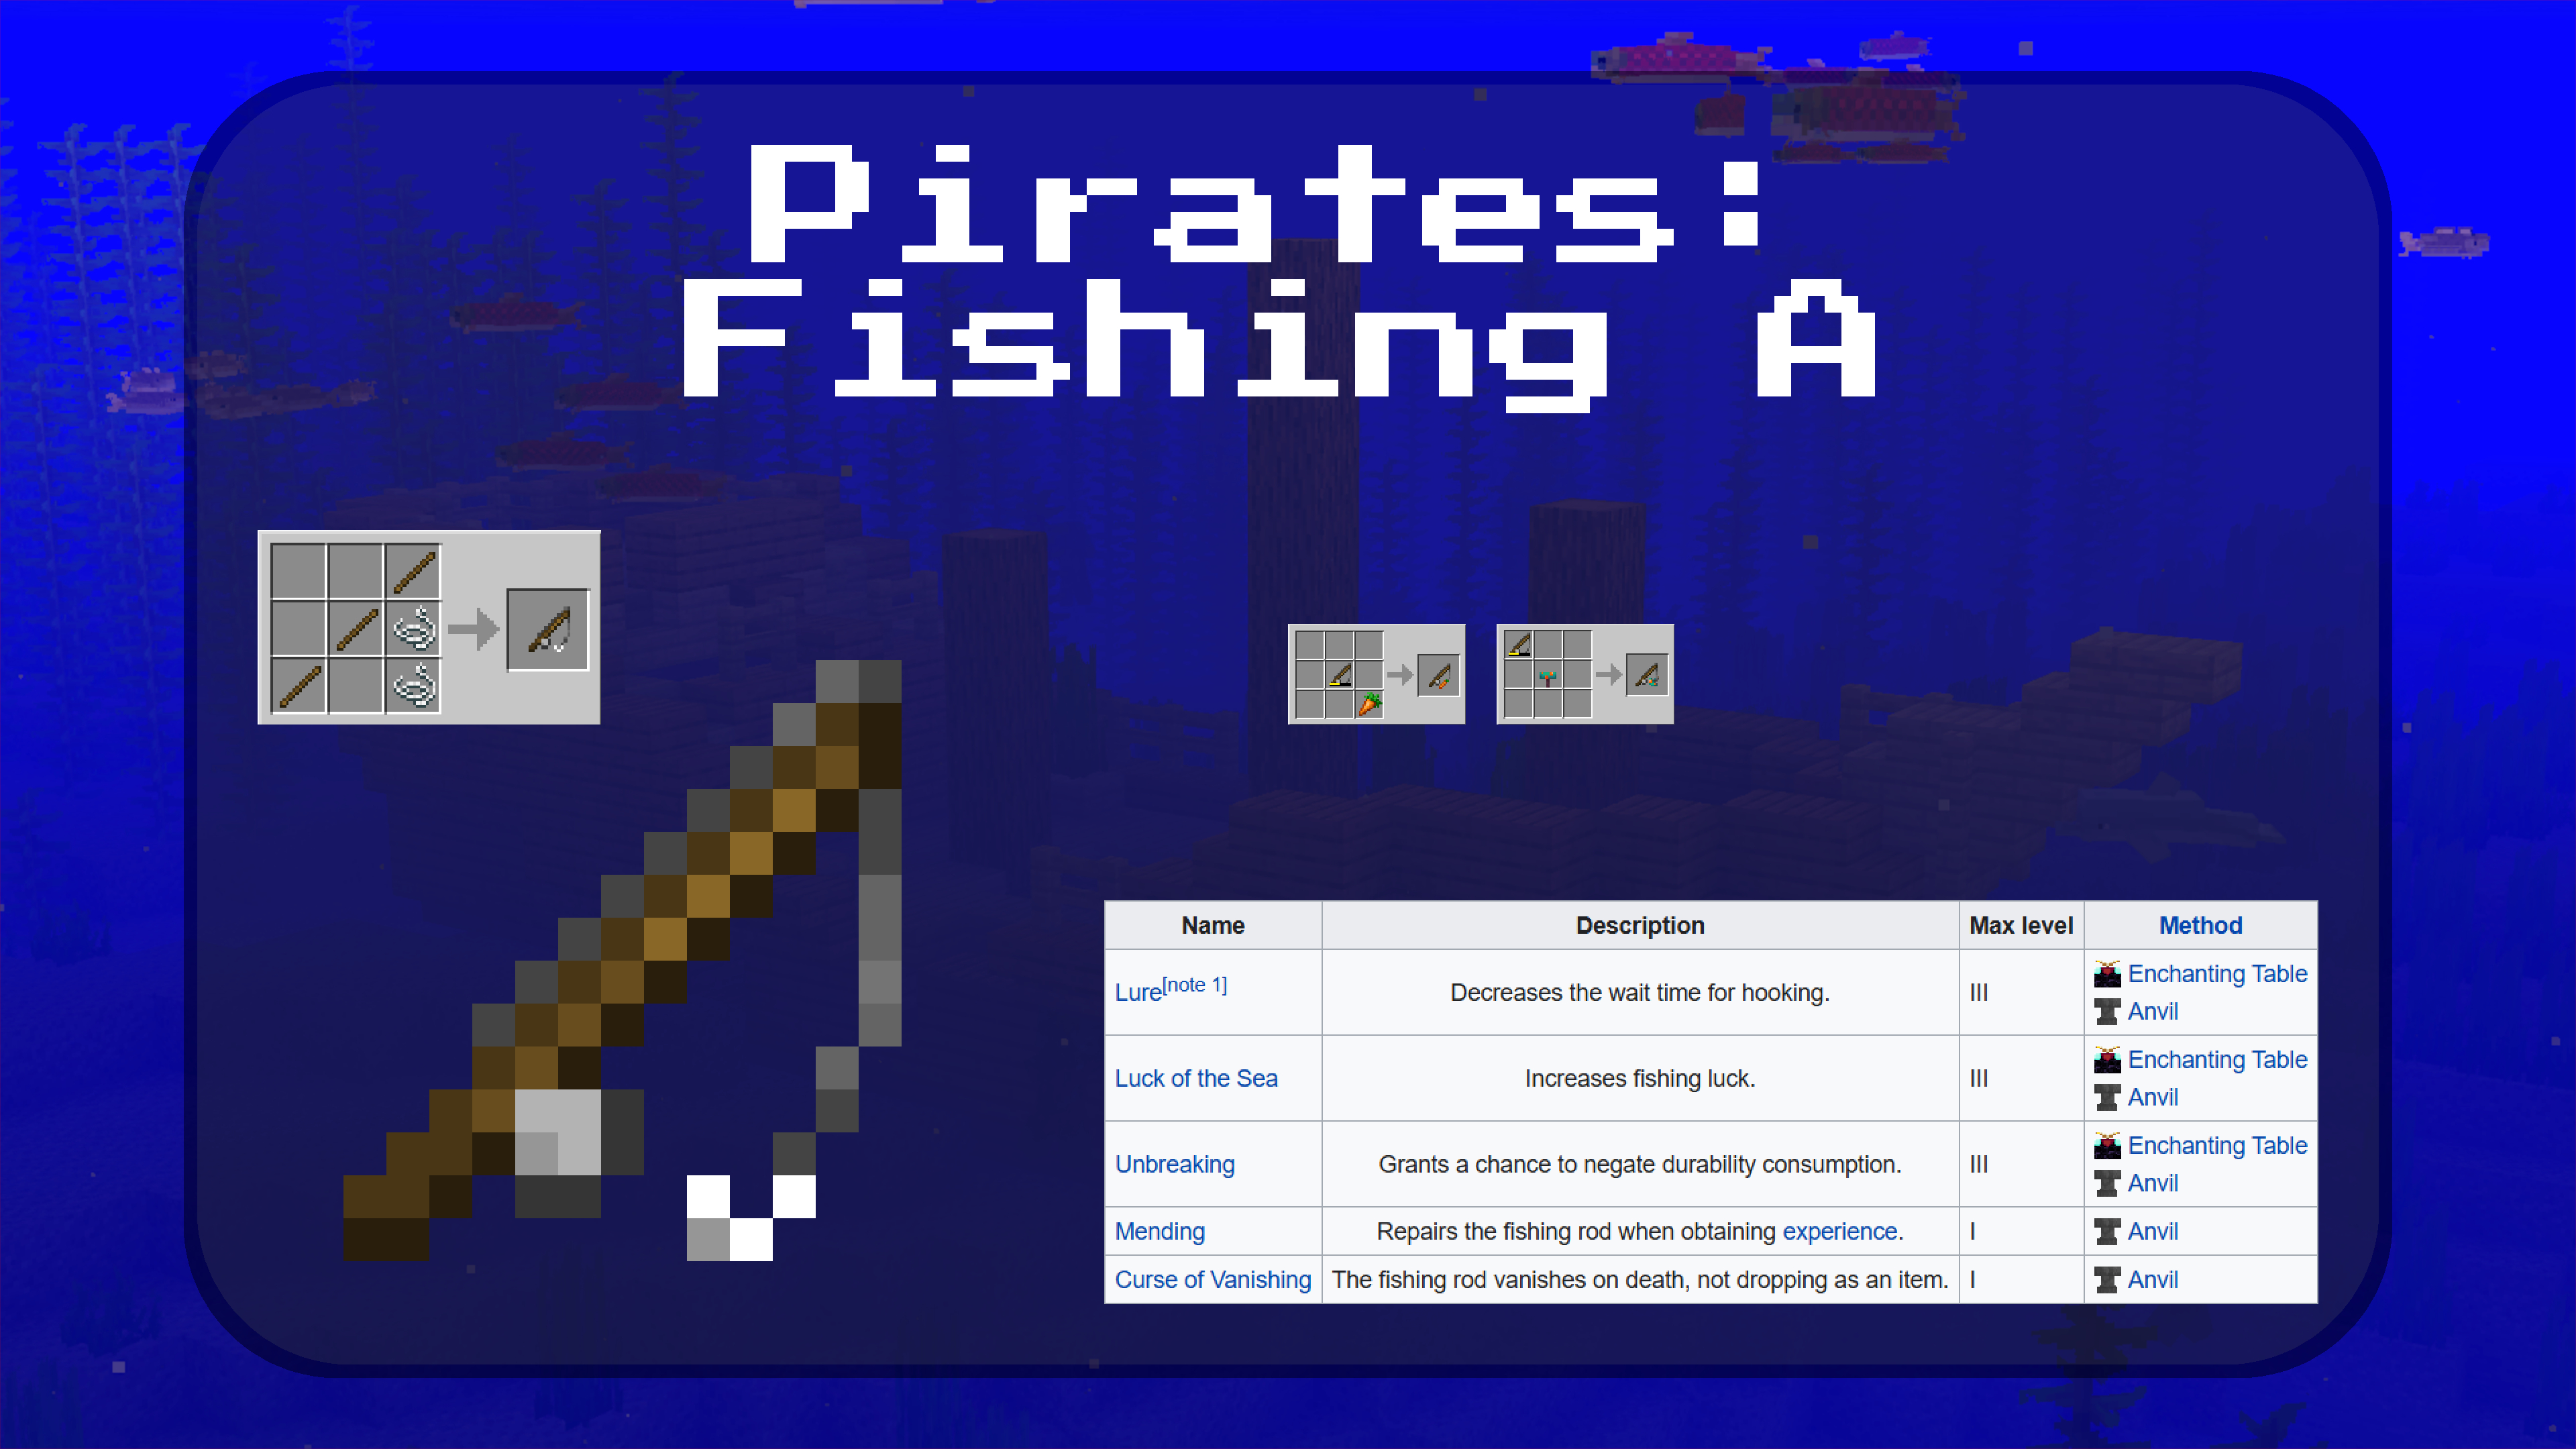 Pirates:
Fishing A
Name Description Max level Method
Lure[note 1] Decreases the wait time for hooking. III Enchanting Table
Anvil
Luck of the Sea Increases fishing luck. III Enchanting Table
Anvil
Unbreaking Grants a chance to negate durability consumption. III Enchanting Table
Anvil
Mending Repairs the fishing rod when obtaining experience. I Anvil
Curse of Vanishing The fishing rod vanishes on death, not dropping as an item. I Anvil